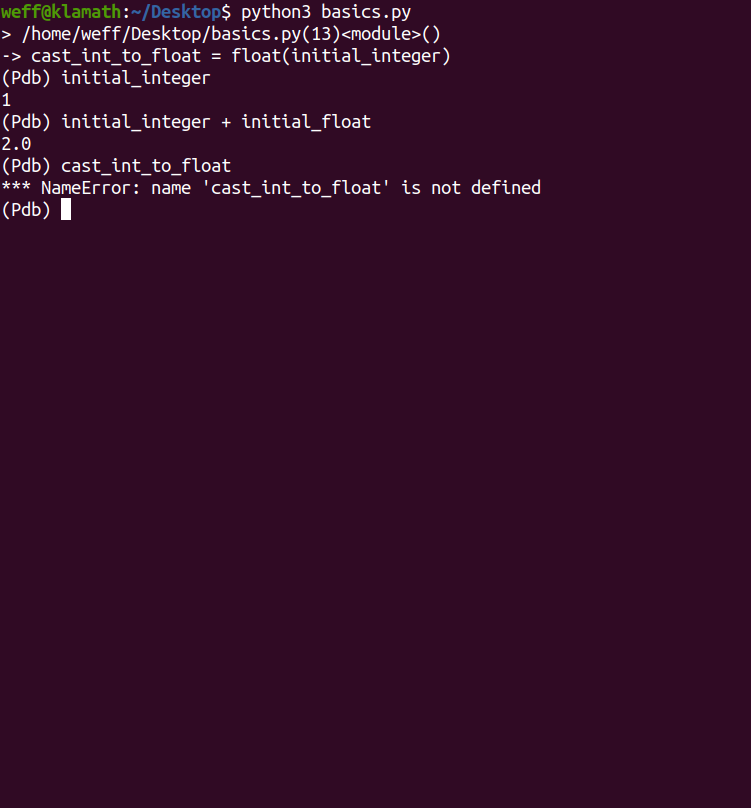 weff@klamath:~/Desktop$ python3 basics.py
> /home/weff/Desktop/basics.py(13)<module>()
-> cast_int_to_float = float(initial_integer)
(Pdb) initial_integer
1
(Pdb) initial_integer + initial_float
2.0
(Pdb) cast_int_to_float
*** NameError: name 'cast_int_to_float' is not defined
(Pdb)